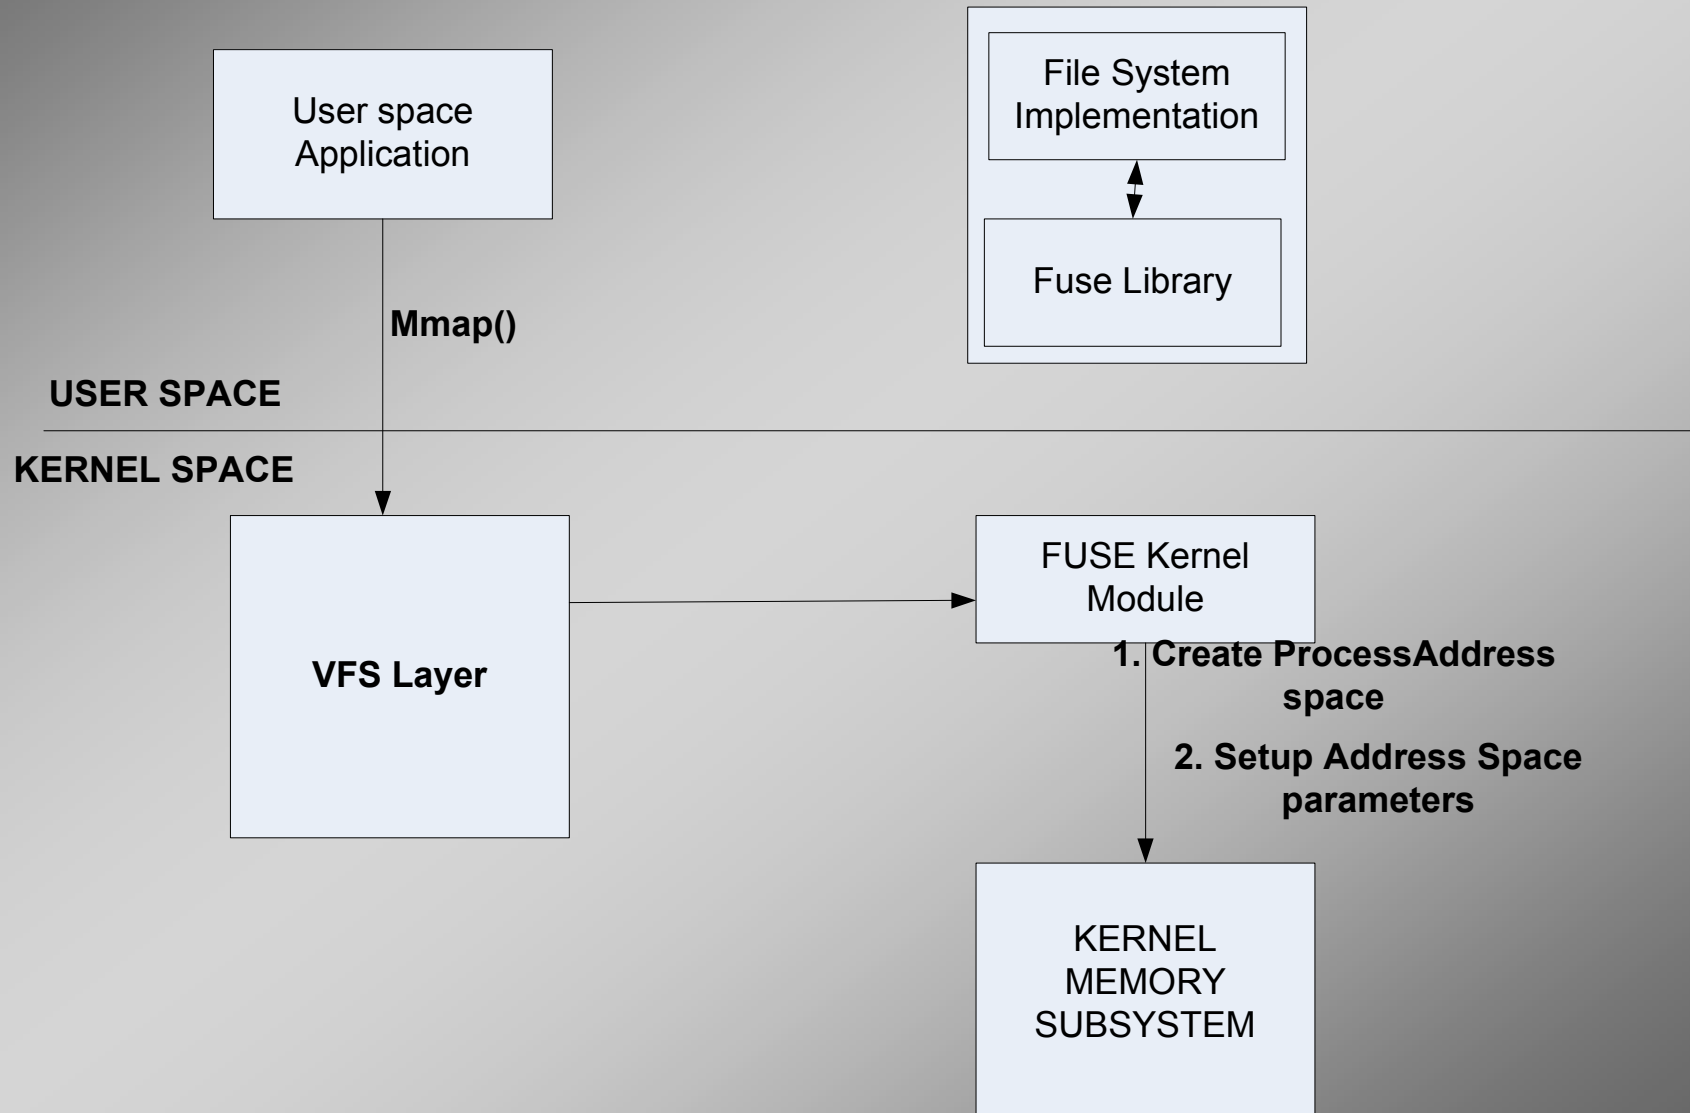 User space
Application
File System
Implementation
Fuse Library
Mmap()
USER SPACE
KERNEL SPACE
VFS Layer
FUSE Kernel
Module
1. Create ProcessAddress
space
2. Setup Address Space
parameters
KERNEL
MEMORY
SUBSYSTEM